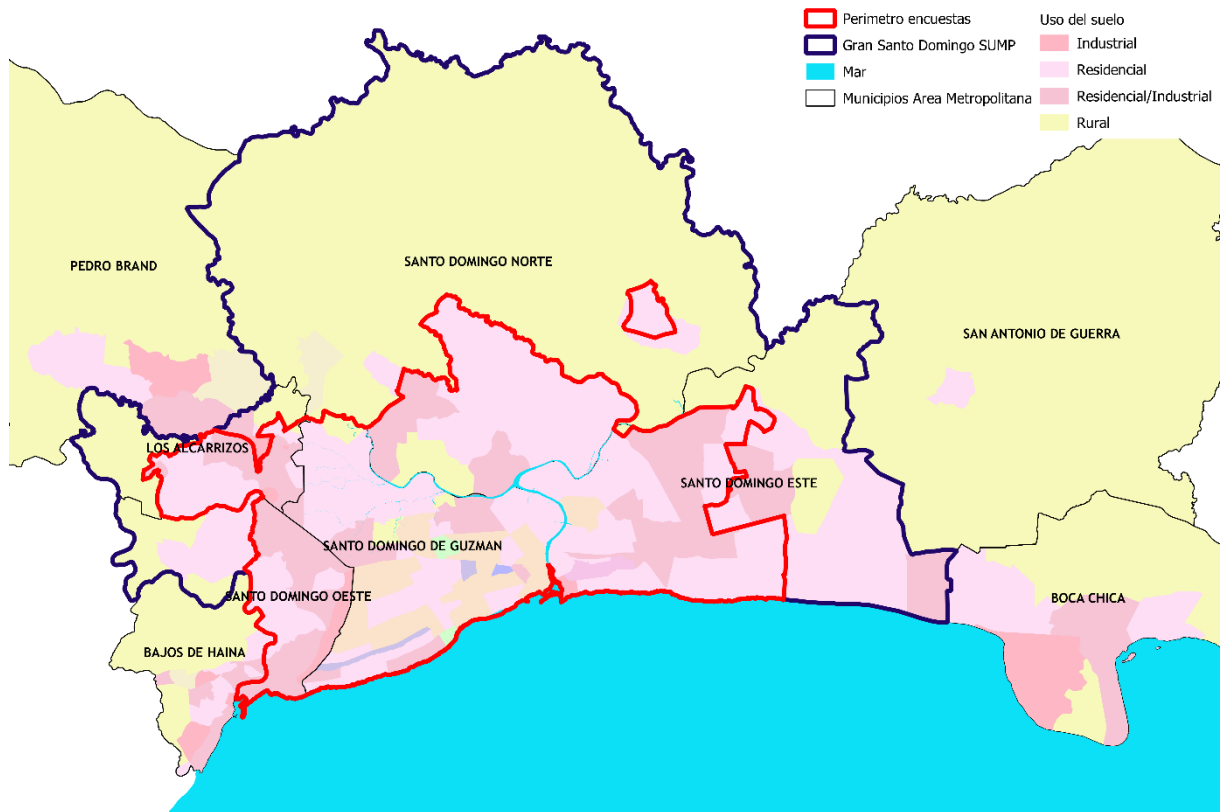 Perimetro encuestas
Gran Santo Domingo SUMP
Mar
Municipios Area Metropolitana
Uso del suelo
Industrial
Residencial
Residencial/Industrial
Rural
PEDRO BRAND
SANTO DOMINGO NORTE
SAN ANTONIO DE GUERRA
LOS ALCARRIZOS
SANTO DOMINGO ESTE
SANTO DOMINGO DE GUZMAN
SANTO DOMINGO OESTE
BOCA CHICA
BAJOS DE HAINA